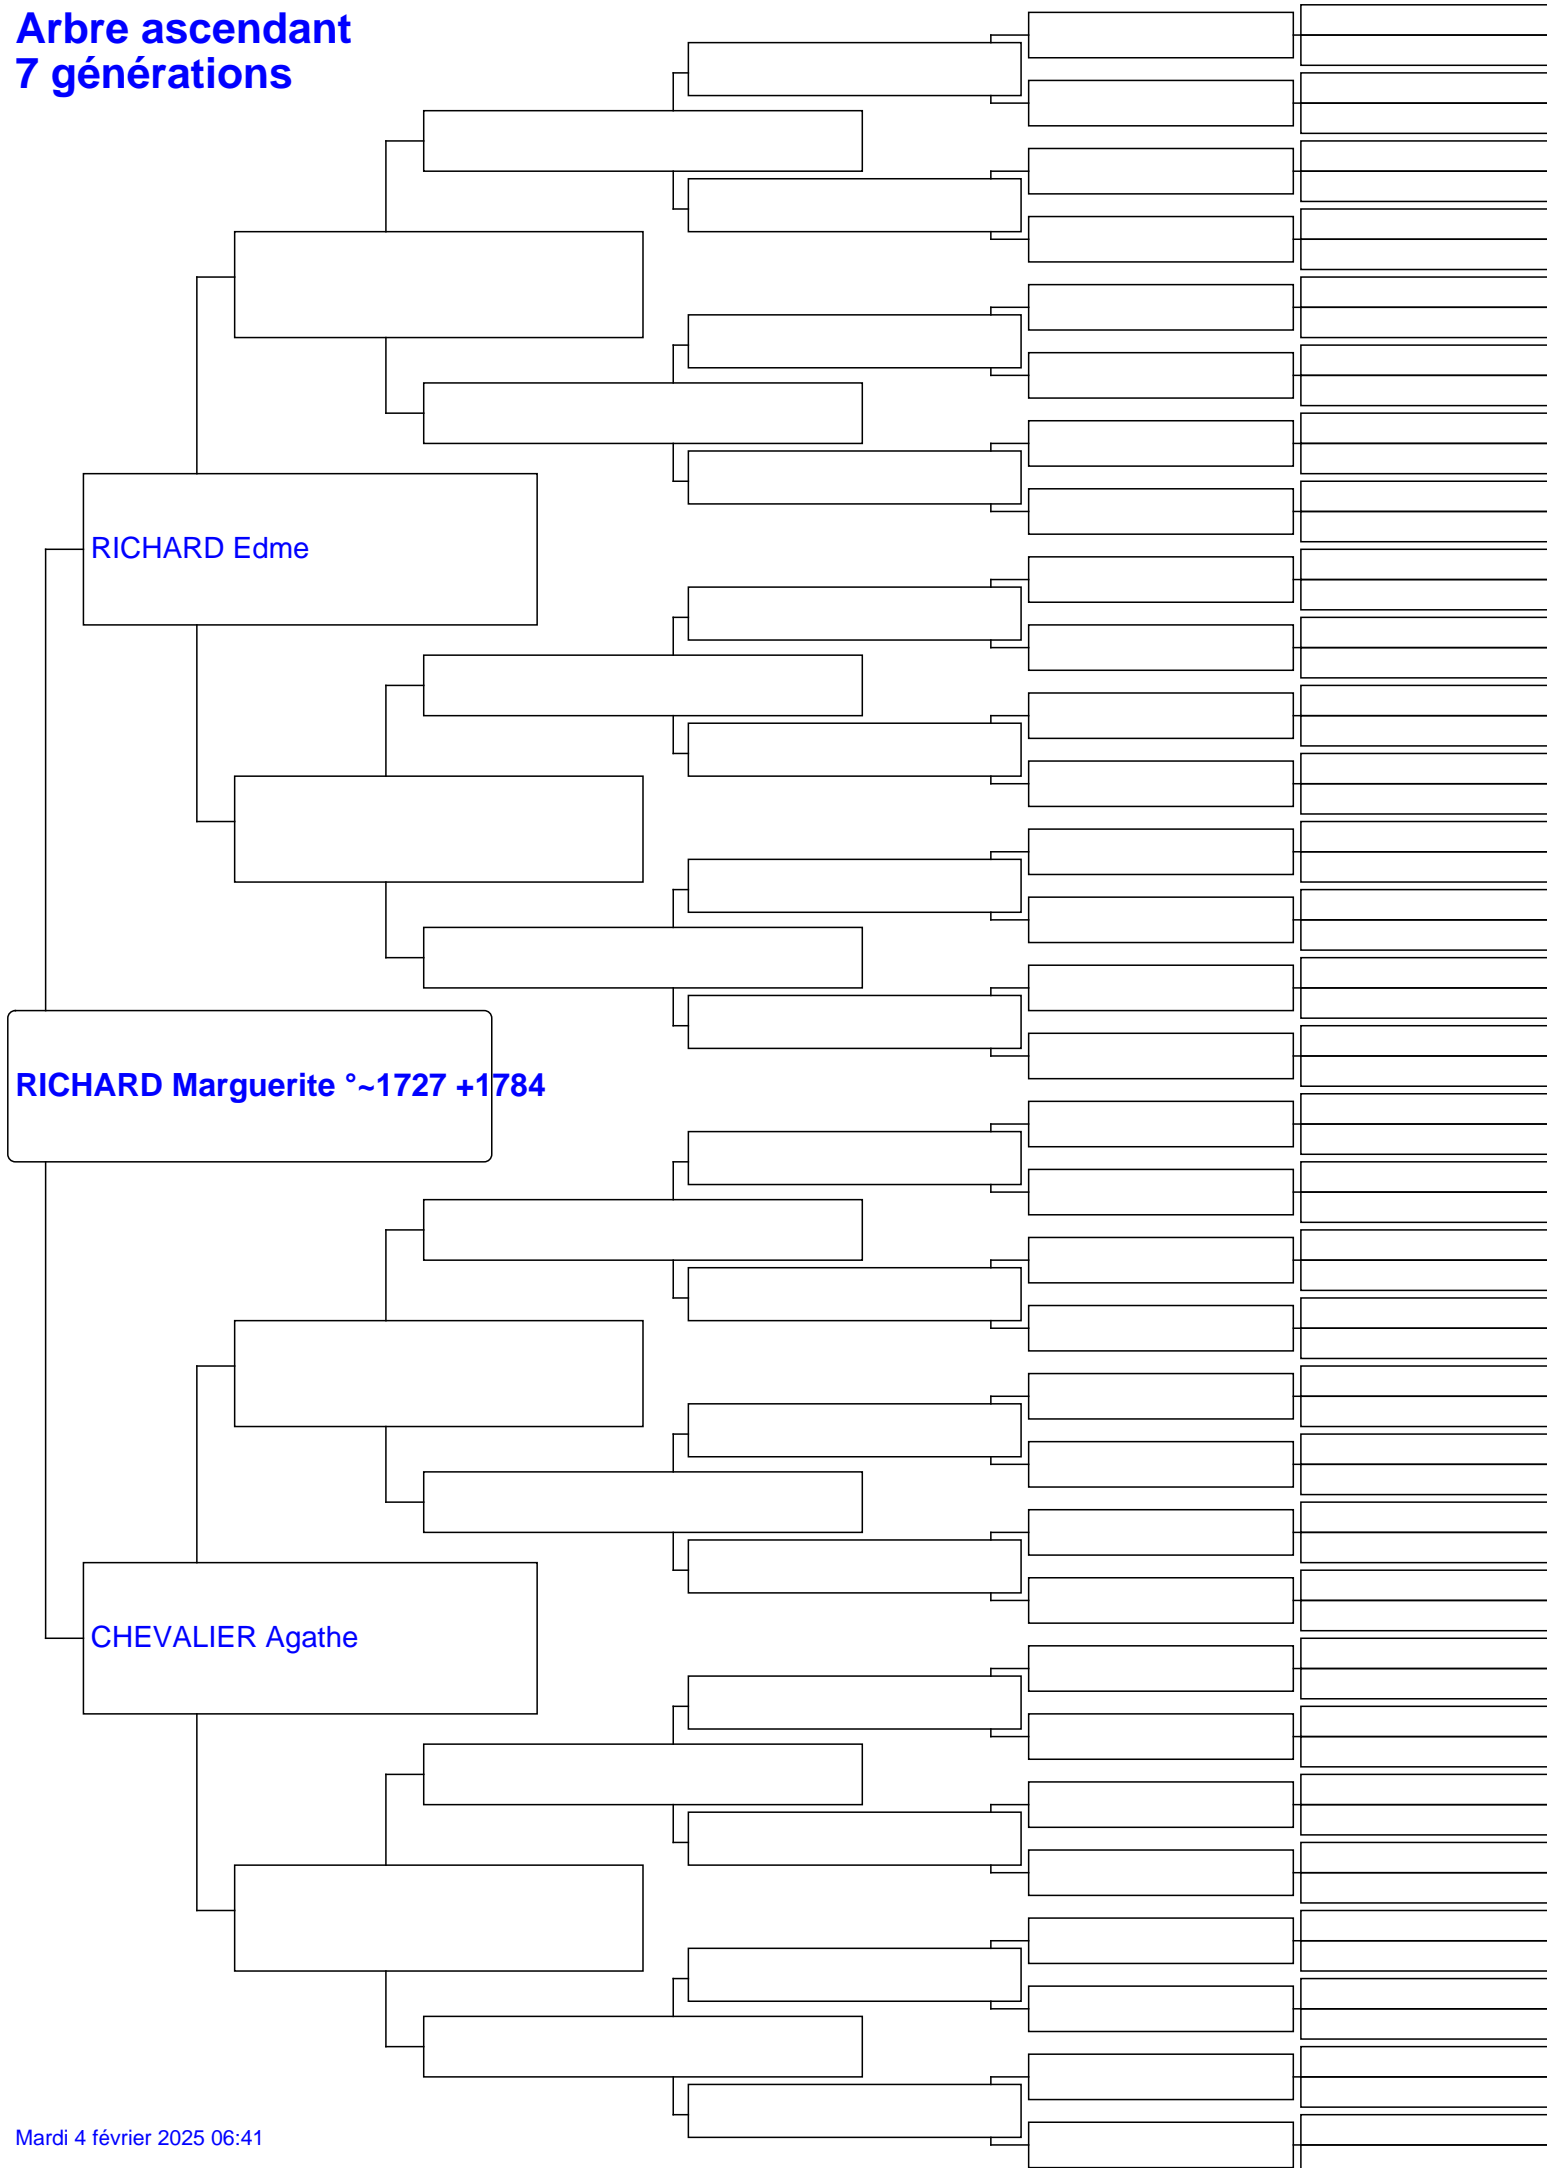 Arbre ascendant
7 générations
RICHARD Edme
RICHARD Marguerite °~1727 +1784
CHEVALIER Agathe
Mardi 4 février 2025 06:41